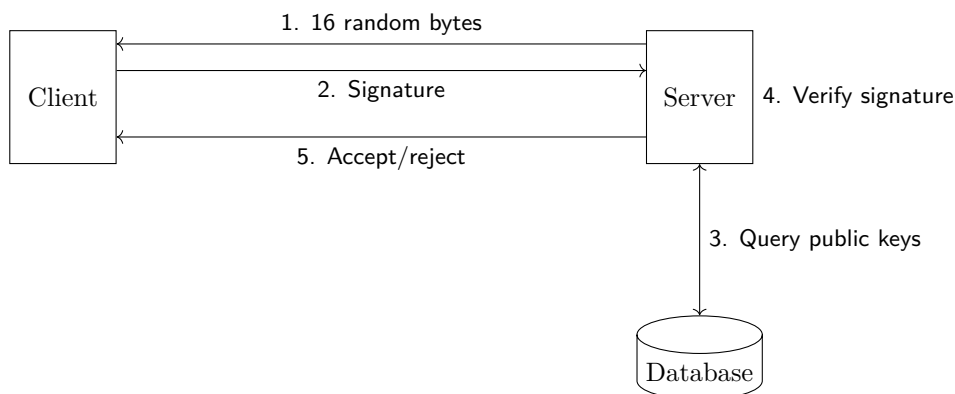 1. 16 random bytes
Client
2. Signature
Server
4. Verify signature
5. Accept/reject
3. Query public keys
Database